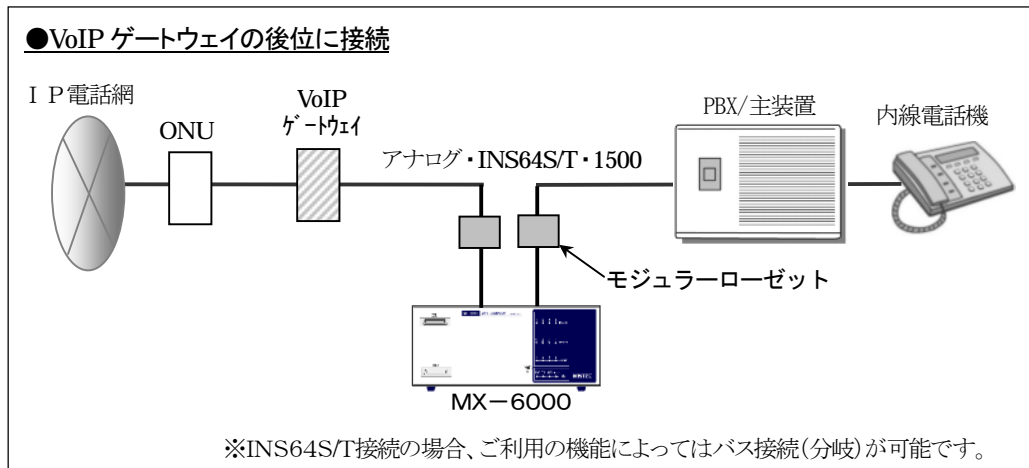 ●VoIP ゲートウェイの後位に接続
IP電話網
ONU
VoIP
ゲートウェイ
アナログ・INS64S/T・1500
PBX/主装置
内線電話機
モジュラーローゼット
MX－6000
※INS64S/T接続の場合、ご利用の機能によってはバス接続(分岐)が可能です。